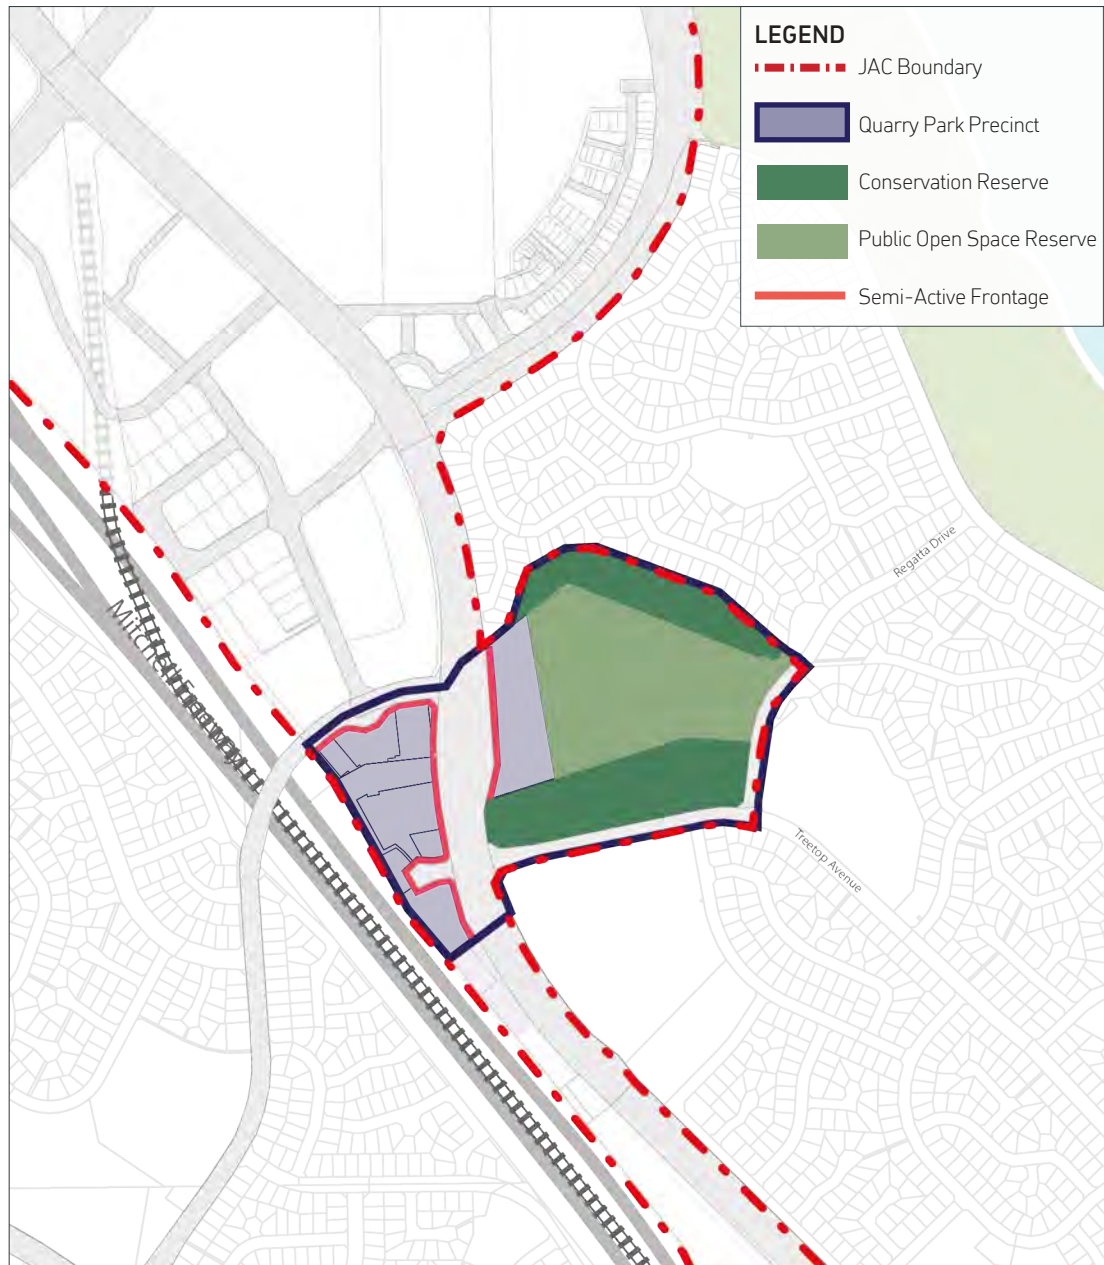 LEGEND
JAC Boundary
Quarry Park Precinct
Conservation Reserve
Public Open Space Reserve
Semi-Active Frontage
Regatta Drive
Mitchell Freeway
Treetop Avenue